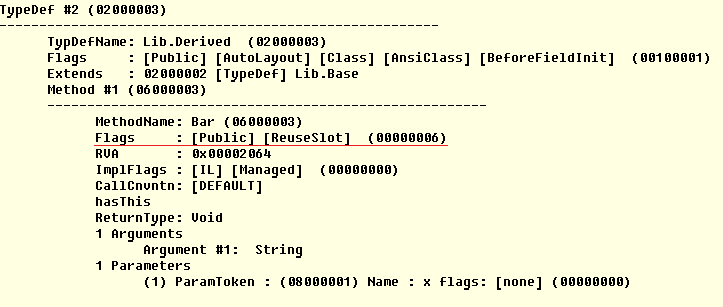 TypeDef #2 (02000003)
-------------------------------------------------------
TypDefName: Lib.Derived  (02000003)
Flags     : [Public] [AutoLayout] [Class] [AnsiClass] [BeforeFieldInit]  (00100001)
Extends   : 02000002 [TypeDef] Lib.Base
Method #1 (06000003)
-------------------------------------------------------
MethodName: Bar (06000003)
Flags     : [Public] [ReuseSlot]  (00000006)
RVA       : 0x00002064
ImplFlags : [IL] [Managed]  (00000000)
CallCnvntn: [DEFAULT]
hasThis
ReturnType: Void
1 Arguments
Argument #1:  String
1 Parameters
(1) ParamToken : (08000001) Name : x flags: [none] (00000000)